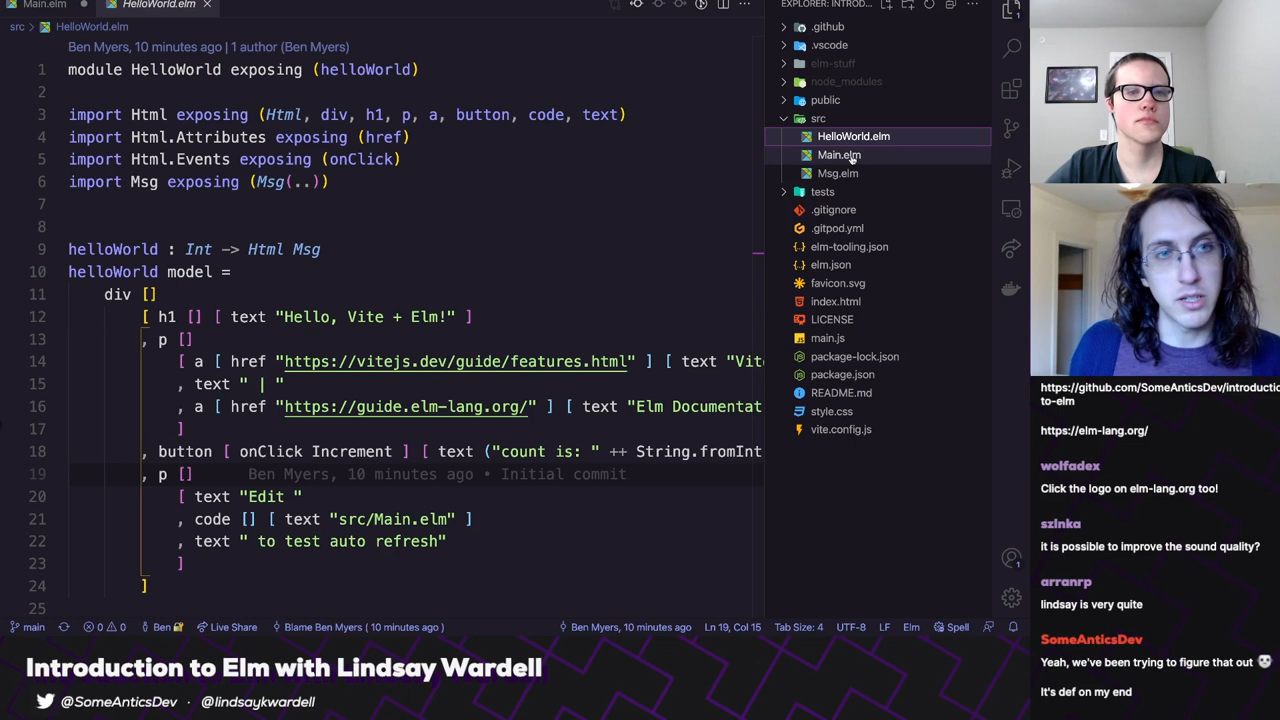 Main.elm
HelloWorld.elm
src > HelloWorld.elm
Ben Myers, 10 minutes ago | 1 author (Ben Myers)
1 module HelloWorld exposing (helloWorld)
2
3 import Html exposing (Html, div, h1, p, a, button, code, text)
4 import Html.Attributes exposing (href)
5 import Html.Events exposing (onClick)
6 import Msg exposing (Msg(..))
7
8
9 helloWorld : Int -> Html Msg
10 helloWorld model =
11 div []
12 [ h1 [] [ text "Hello, Vite + Elm!" ]
13 , p []
14 [ a [ href "https://vitejs.dev/guide/features.html" ] [ text "Vit
15 , text " | "
16 , a [ href "https://guide.elm-lang.org/" ] [ text "Elm Documentat
17 ]
18 , button [ onClick Increment ] [ text ("count is: " ++ String.fromInt
19 , p [] Ben Myers, 10 minutes ago • Initial commit
20 [ text "Edit "
21 , code [] [ text "src/Main.elm" ]
22 , text " to test auto refresh"
23 ]
24 ]
25
EXPLORER: INTROD...
.github
.vscode
elm-stuff
node_modules
public
src
HelloWorld.elm
Main.elm
Msg.elm
tests
.gitignore
.gitpod.yml
elm-tooling.json
elm.json
favicon.svg
index.html
LICENSE
main.js
package-lock.json
package.json
README.md
style.css
vite.config.js
main 0 0 Ben Live Share Blame Ben Myers ( 10 minutes ago ) Ben Myers, 10 minutes ago Ln 19, Col 15 Tab Size: 4 UTF-8 LF Elm Spell
https://github.com/SomeAnticsDev/introduction
to-elm
https://elm-lang.org/
wolfadex
Click the logo on elm-lang.org too!
szinka
it is possible to improve the sound quality?
arranrp
lindsay is very quite
SomeAnticsDev
Yeah, we've been trying to figure that out 💀
It's def on my end
Introduction to Elm with Lindsay Wardell
@SomeAnticsDev · @lindsaykwardell